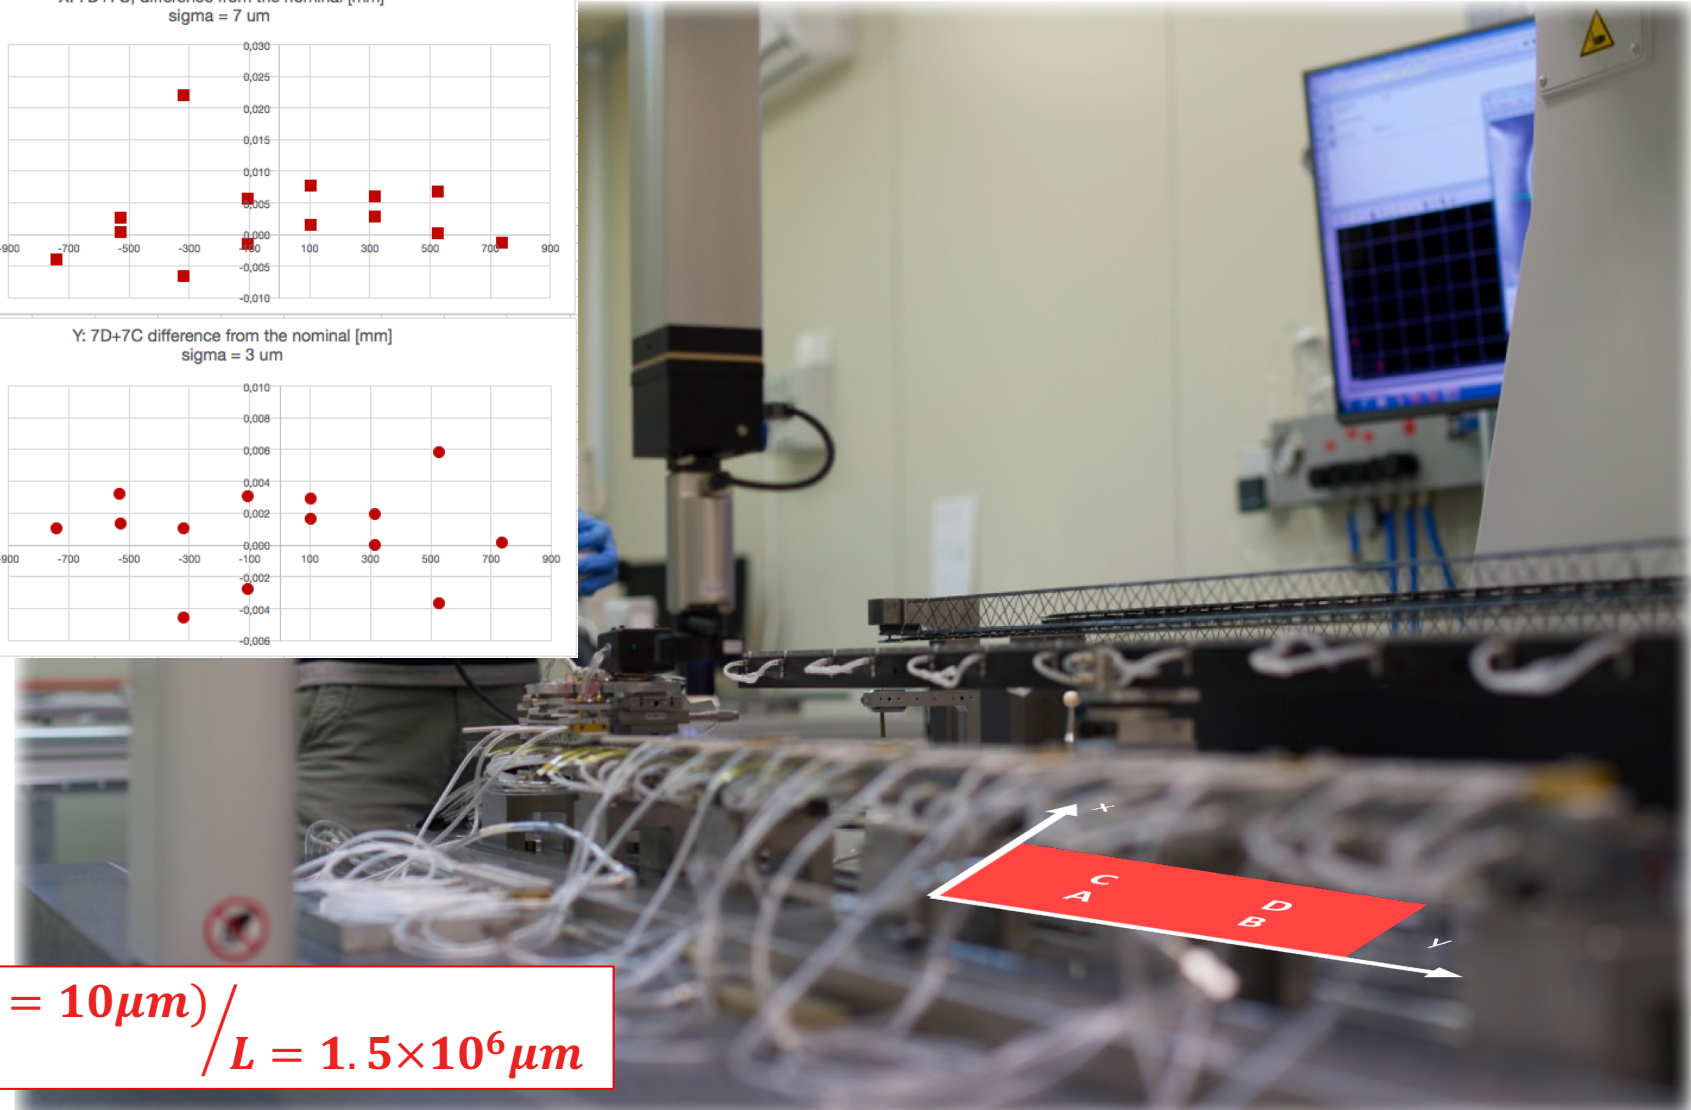 sigma = 7 um
0,030
0,025
0,020
0,015
0,010
0,005
0,000
-900 -700 -500 -300 -100 100 300 500 700 900
-0,005
-0,010
Y: 7D+7C difference from the nominal [mm]
sigma = 3 um
0,010
0,008
0,006
0,004
0,002
0,000
-900 -700 -500 -300 -100 100 300 500 700 900
-0,002
-0,004
-0,006
x
C
A
D
B
y
= 10μm)/
L = 1.5×10⁶μm